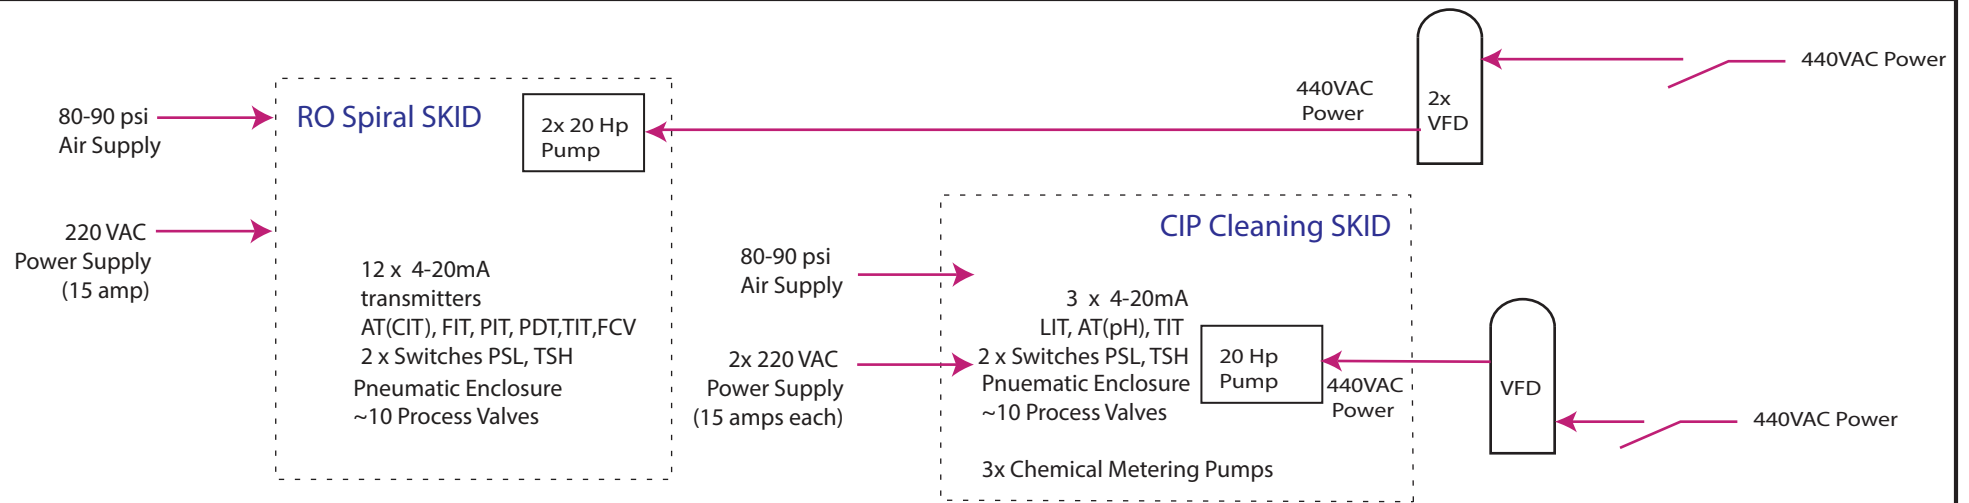 80-90 psi
Air Supply
220 VAC
Power Supply
(15 amp)
RO Spiral SKID
2x 20 Hp
Pump
12 x 4-20mA
transmitters
AT(CIT), FIT, PIT, PDT,TIT,FCV
2 x Switches PSL, TSH
Pneumatic Enclosure
~10 Process Valves
440VAC
Power
2x
VFD
440VAC Power
80-90 psi
Air Supply
2x 220 VAC
Power Supply
(15 amps each)
CIP Cleaning SKID
3 x 4-20mA
LIT, AT(pH), TIT
2 x Switches PSL, TSH
Pnuematic Enclosure
~10 Process Valves
3x Chemical Metering Pumps
20 Hp
Pump
440VAC
Power
VFD
440VAC Power